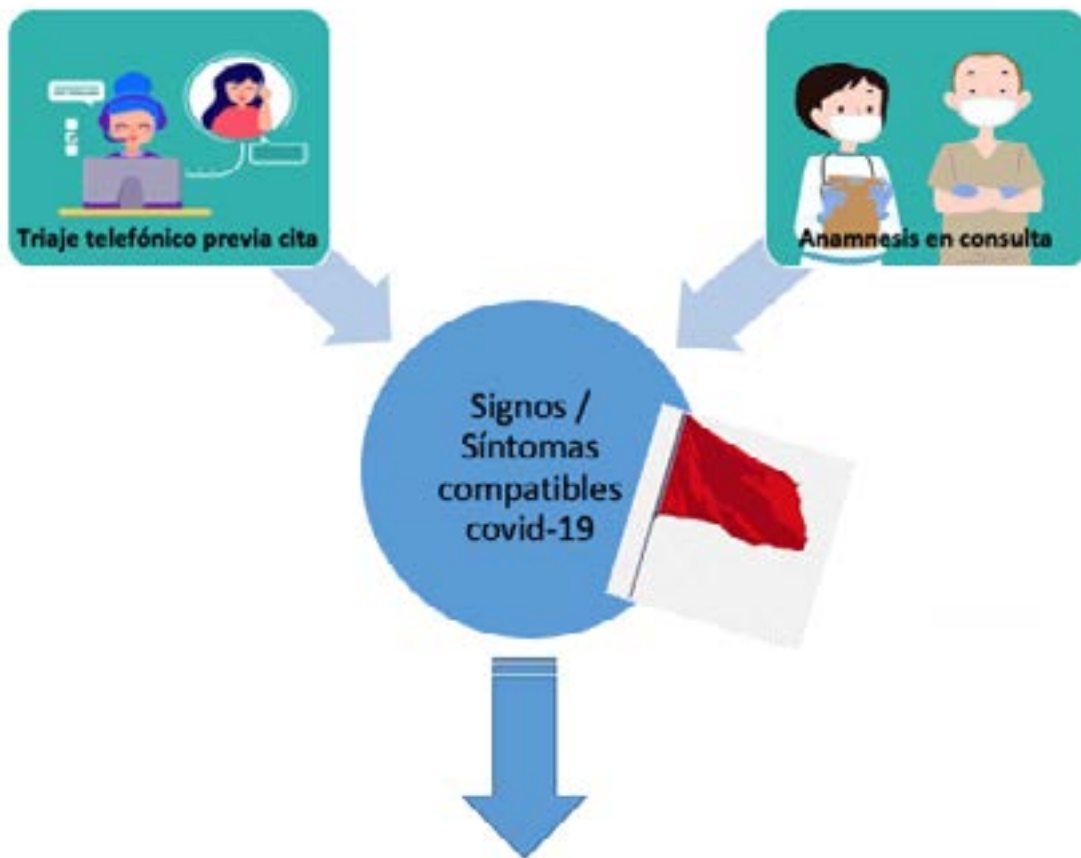 Triaje telefónico previa cita
Anamnesis en consulta
Signos /
Síntomas
compatibles
covid-19